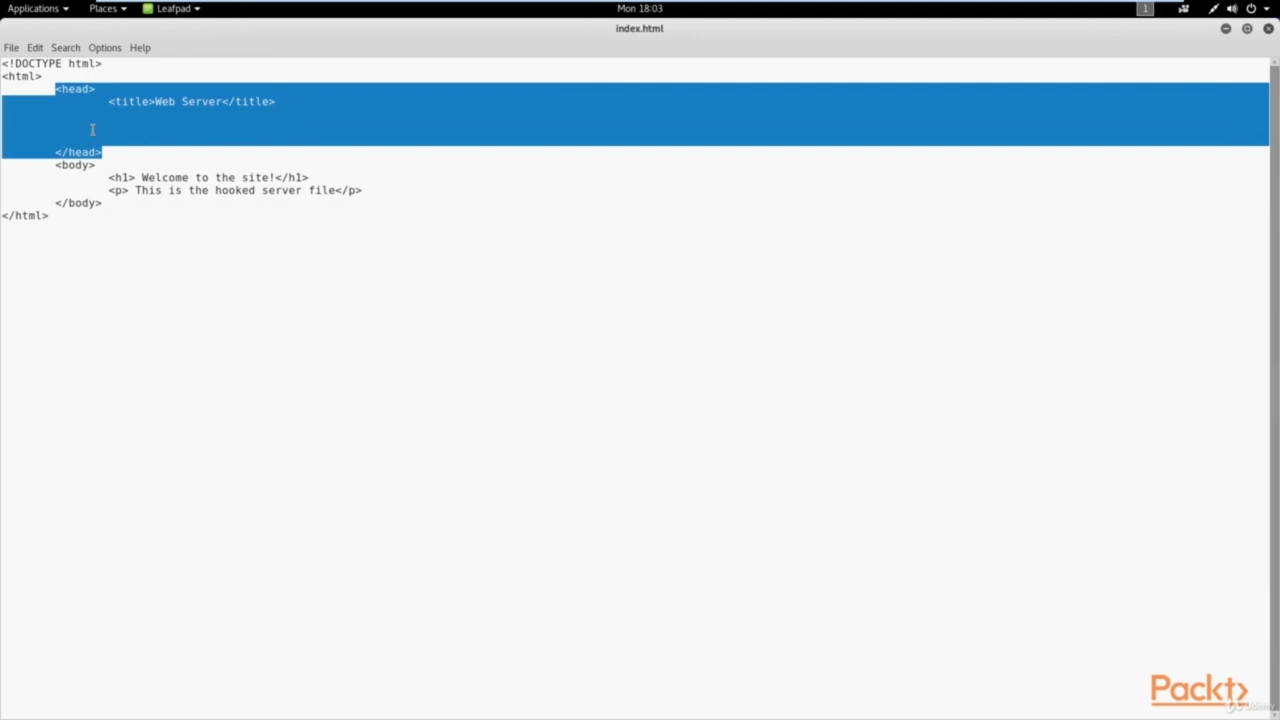 Applications Places Leafpad Mon 18:03 1
index.html
File Edit Search Options Help
<!DOCTYPE html>
<html>
<head>
<title>Web Server</title>
</head>
<body>
<h1> Welcome to the site!</h1>
<p> This is the hooked server file</p>
</body>
</html>
Packt
Udemy